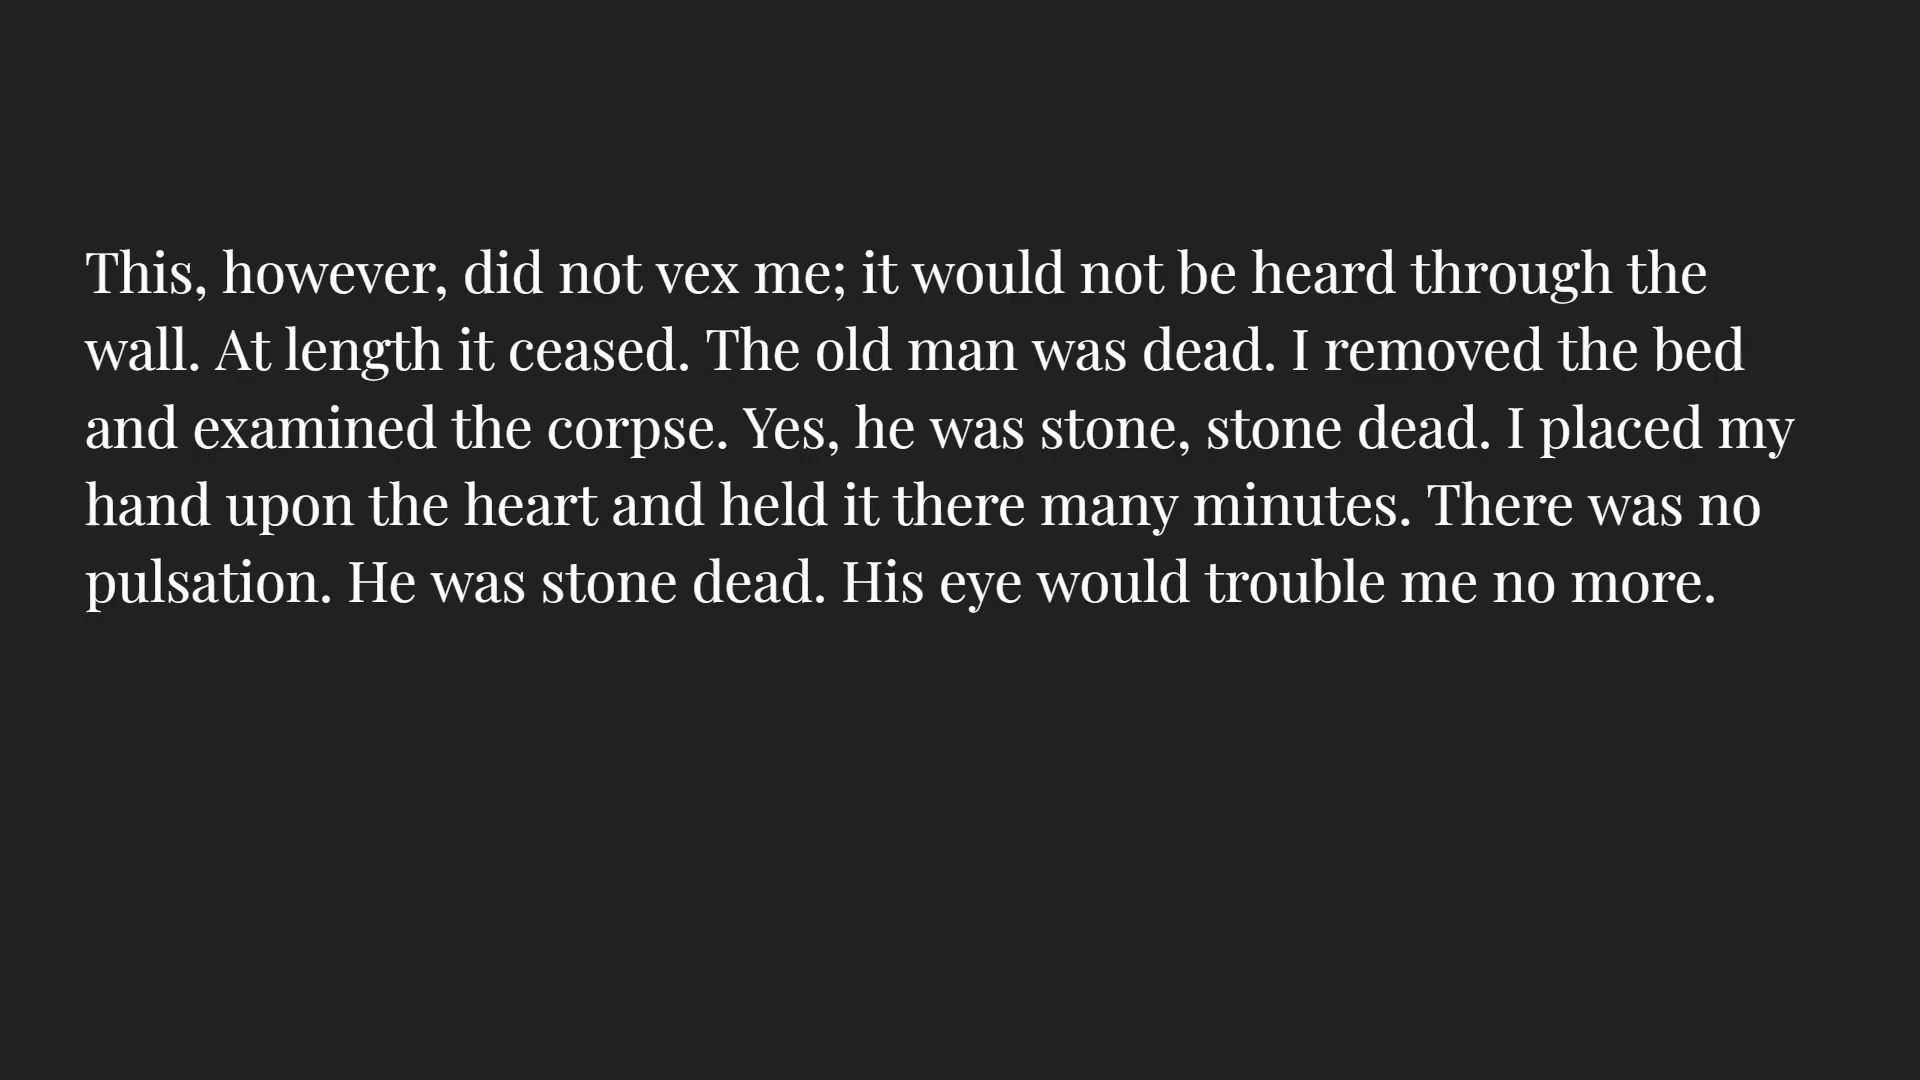 This, however, did not vex me; it would not be heard through the
wall. At length it ceased. The old man was dead. I removed the bed
and examined the corpse. Yes, he was stone, stone dead. I placed my
hand upon the heart and held it there many minutes. There was no
pulsation. He was stone dead. His eye would trouble me no more.